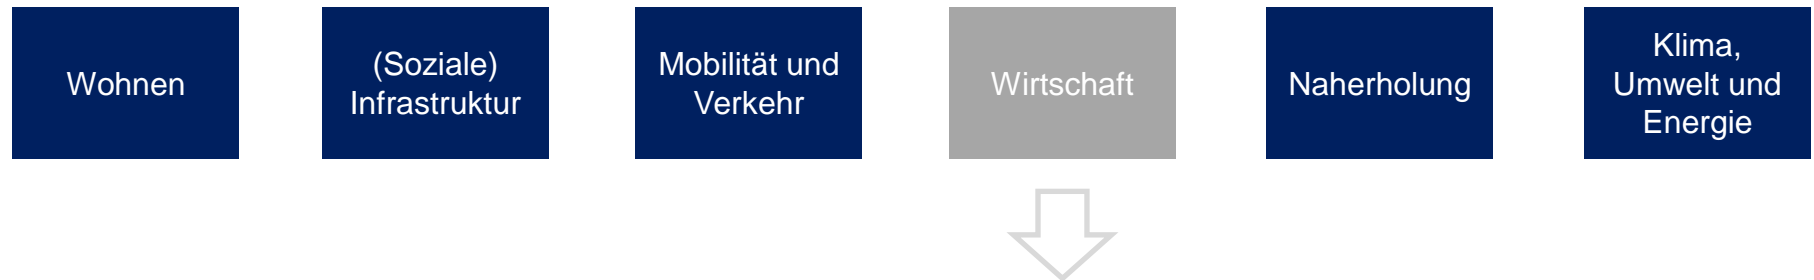 Wohnen
(Soziale)
Infrastruktur
Mobilität und
Verkehr
Wirtschaft
Naherholung
Klima,
Umwelt und
Energie